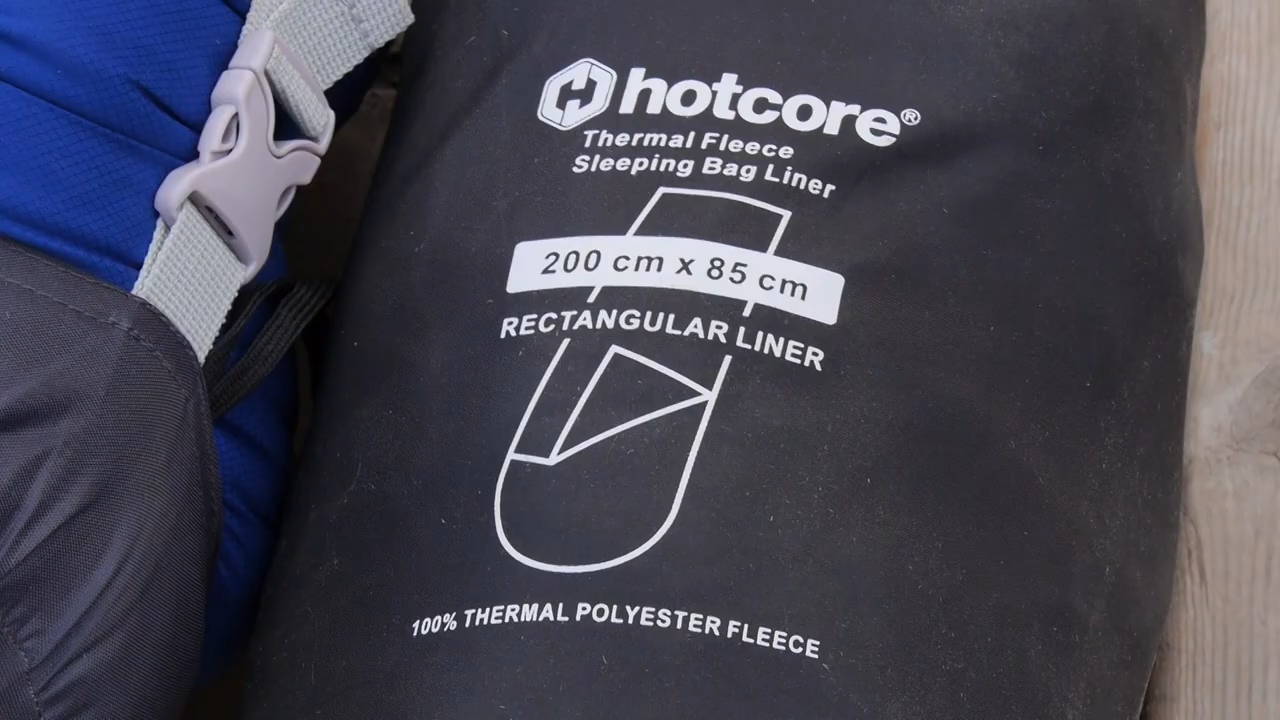 hotcore®
Thermal Fleece
Sleeping Bag Liner
200 cm x 85 cm
RECTANGULAR LINER
100% THERMAL POLYESTER FLEECE